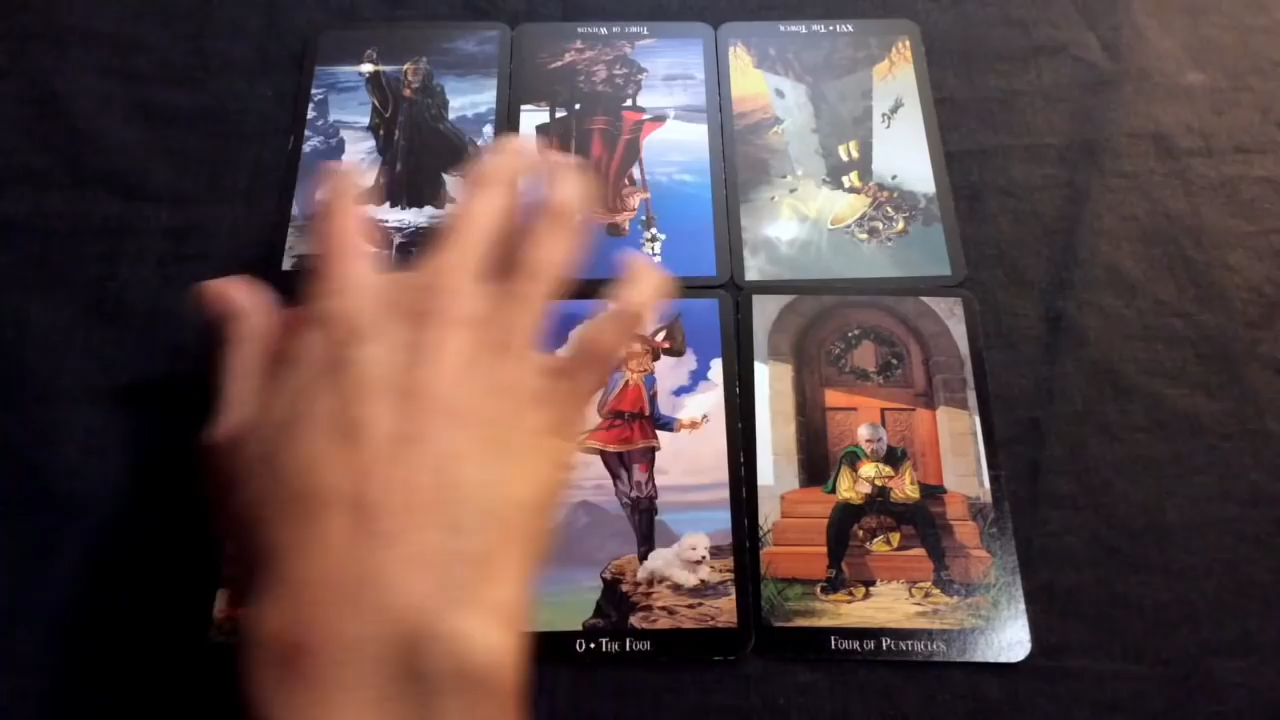 Three of Wands
XVI • The Tower
0 • The Fool
Four of Pentacles